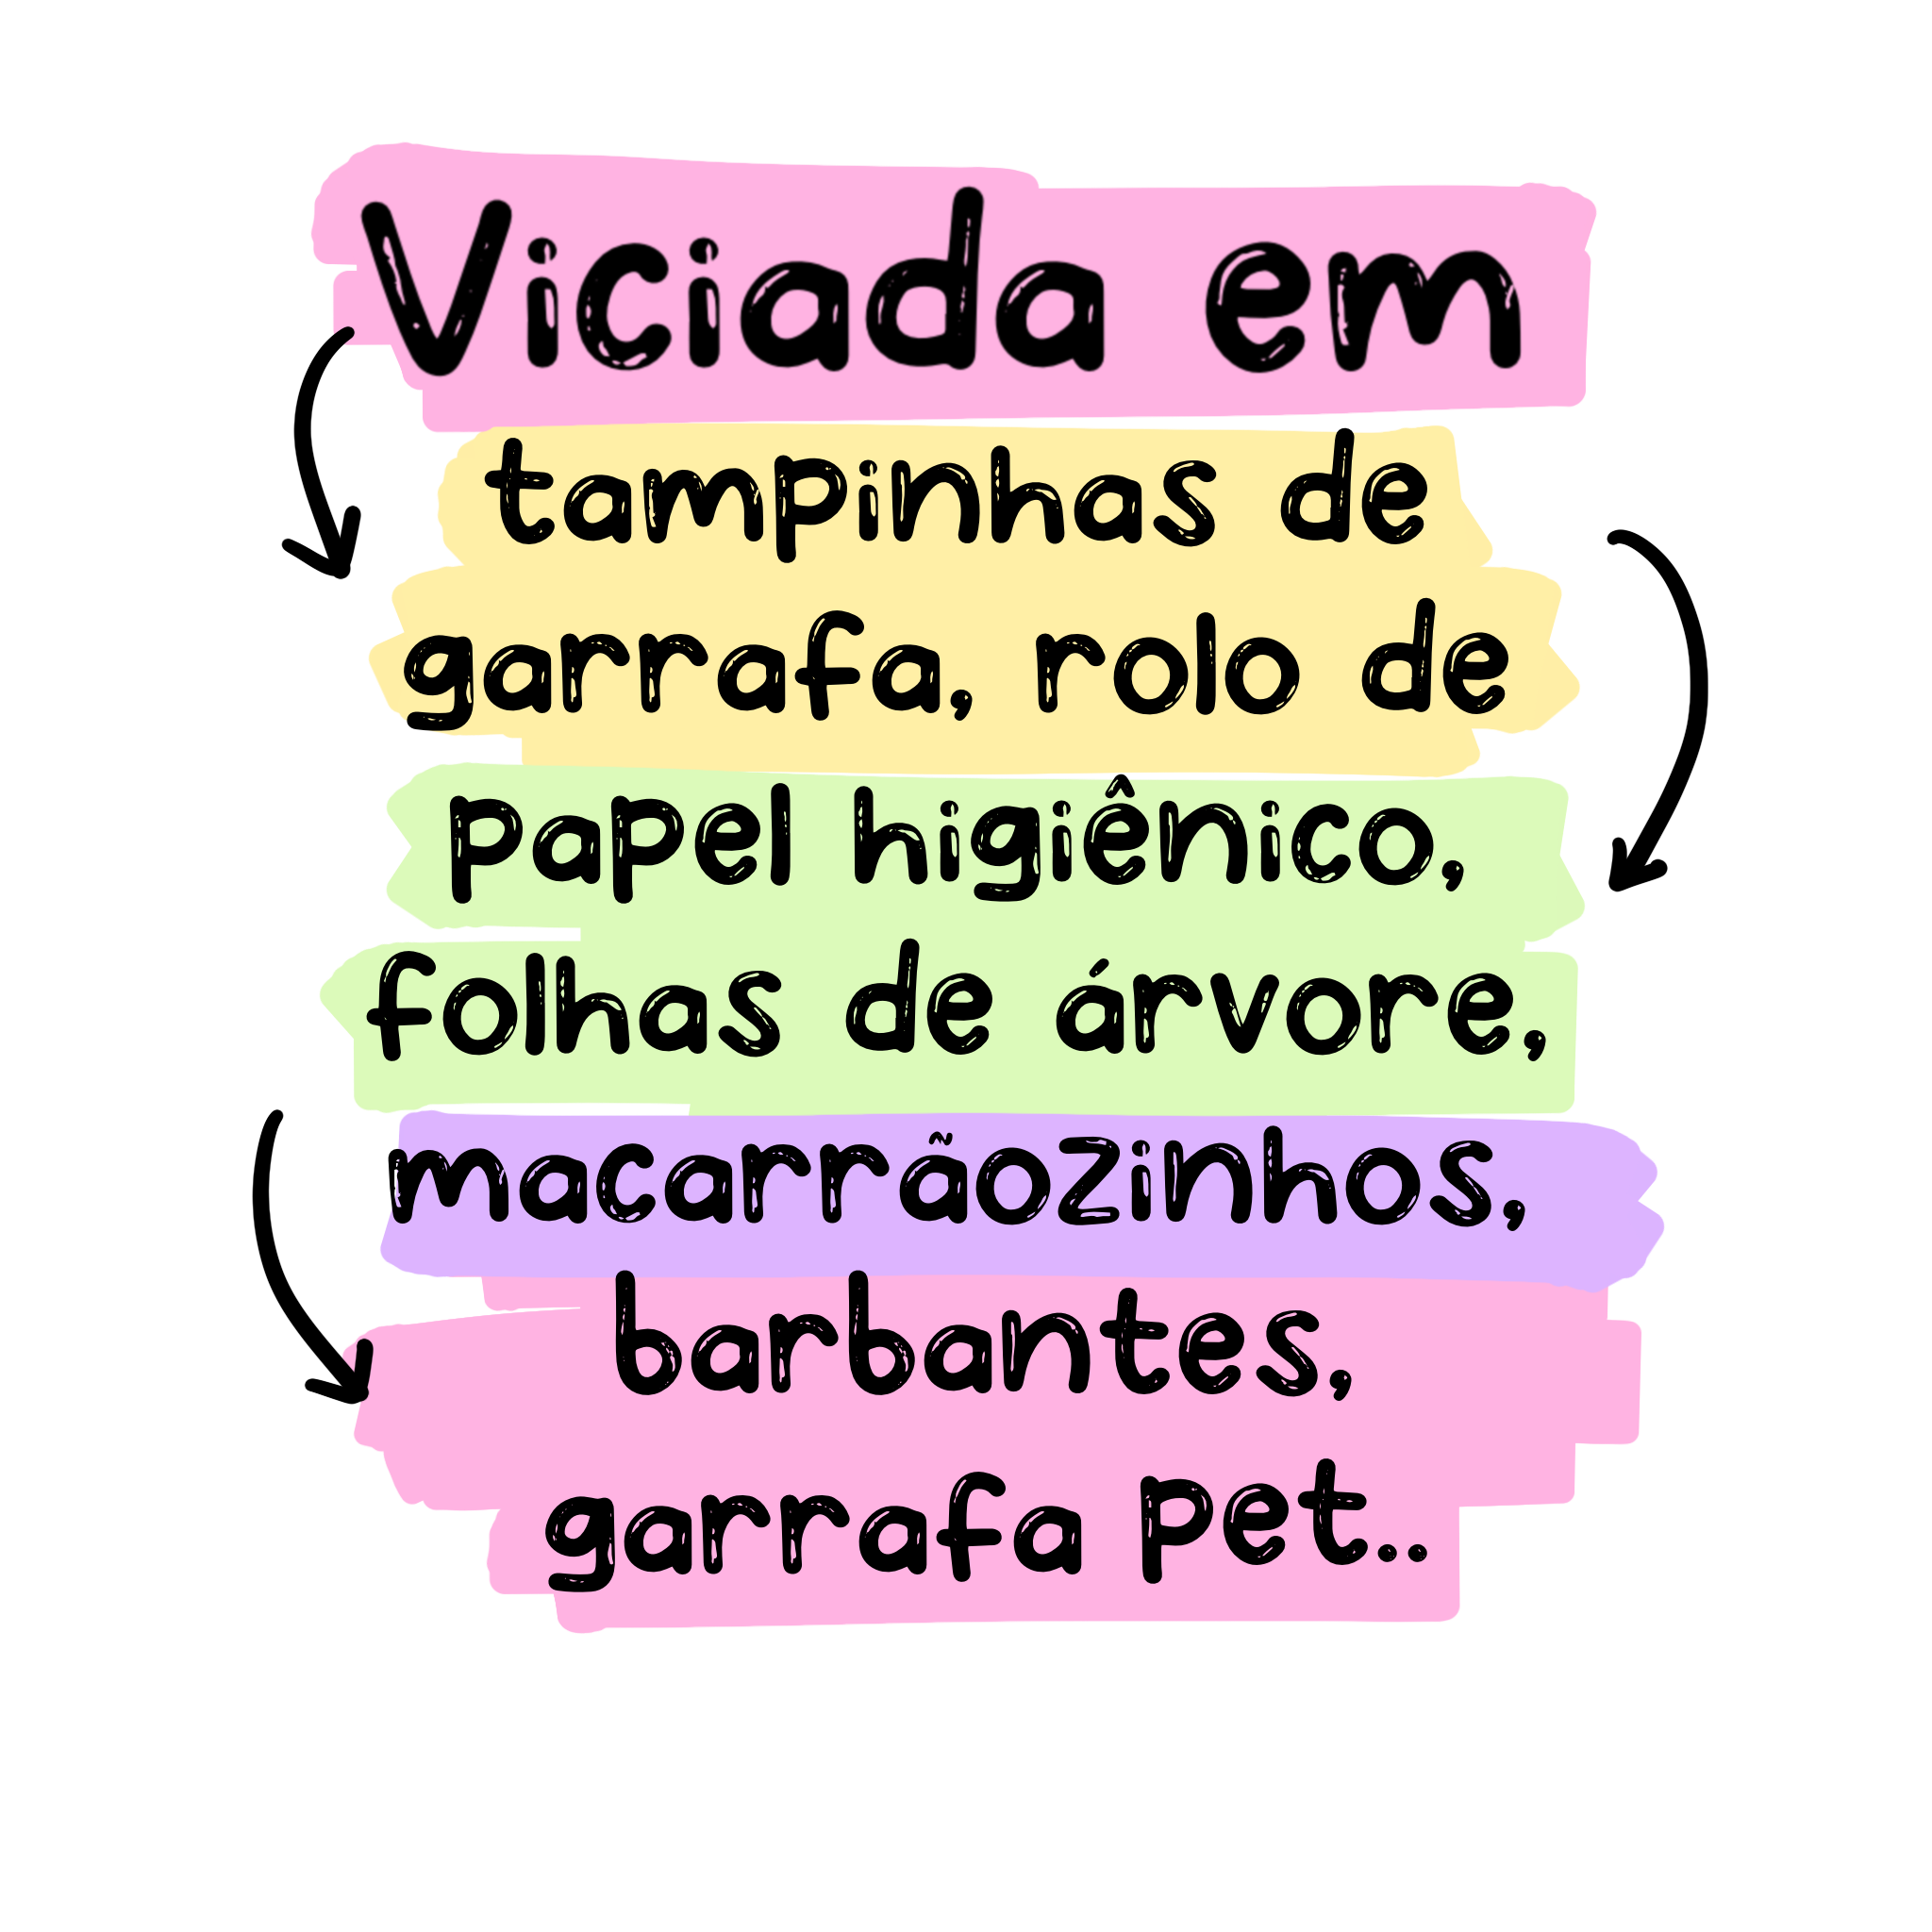 Viciada em
tampinhas de
garrafa, rolo de
papel higiênico,
folhas de árvore,
macarrãozinhos,
barbantes,
garrafa pet...